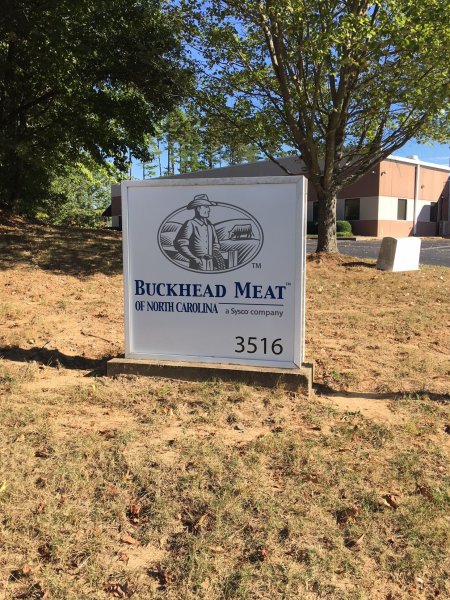 TM
BUCKHEAD MEAT™
OF NORTH CAROLINA a Sysco company
3516